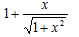 1 + x/√(1 + x²)